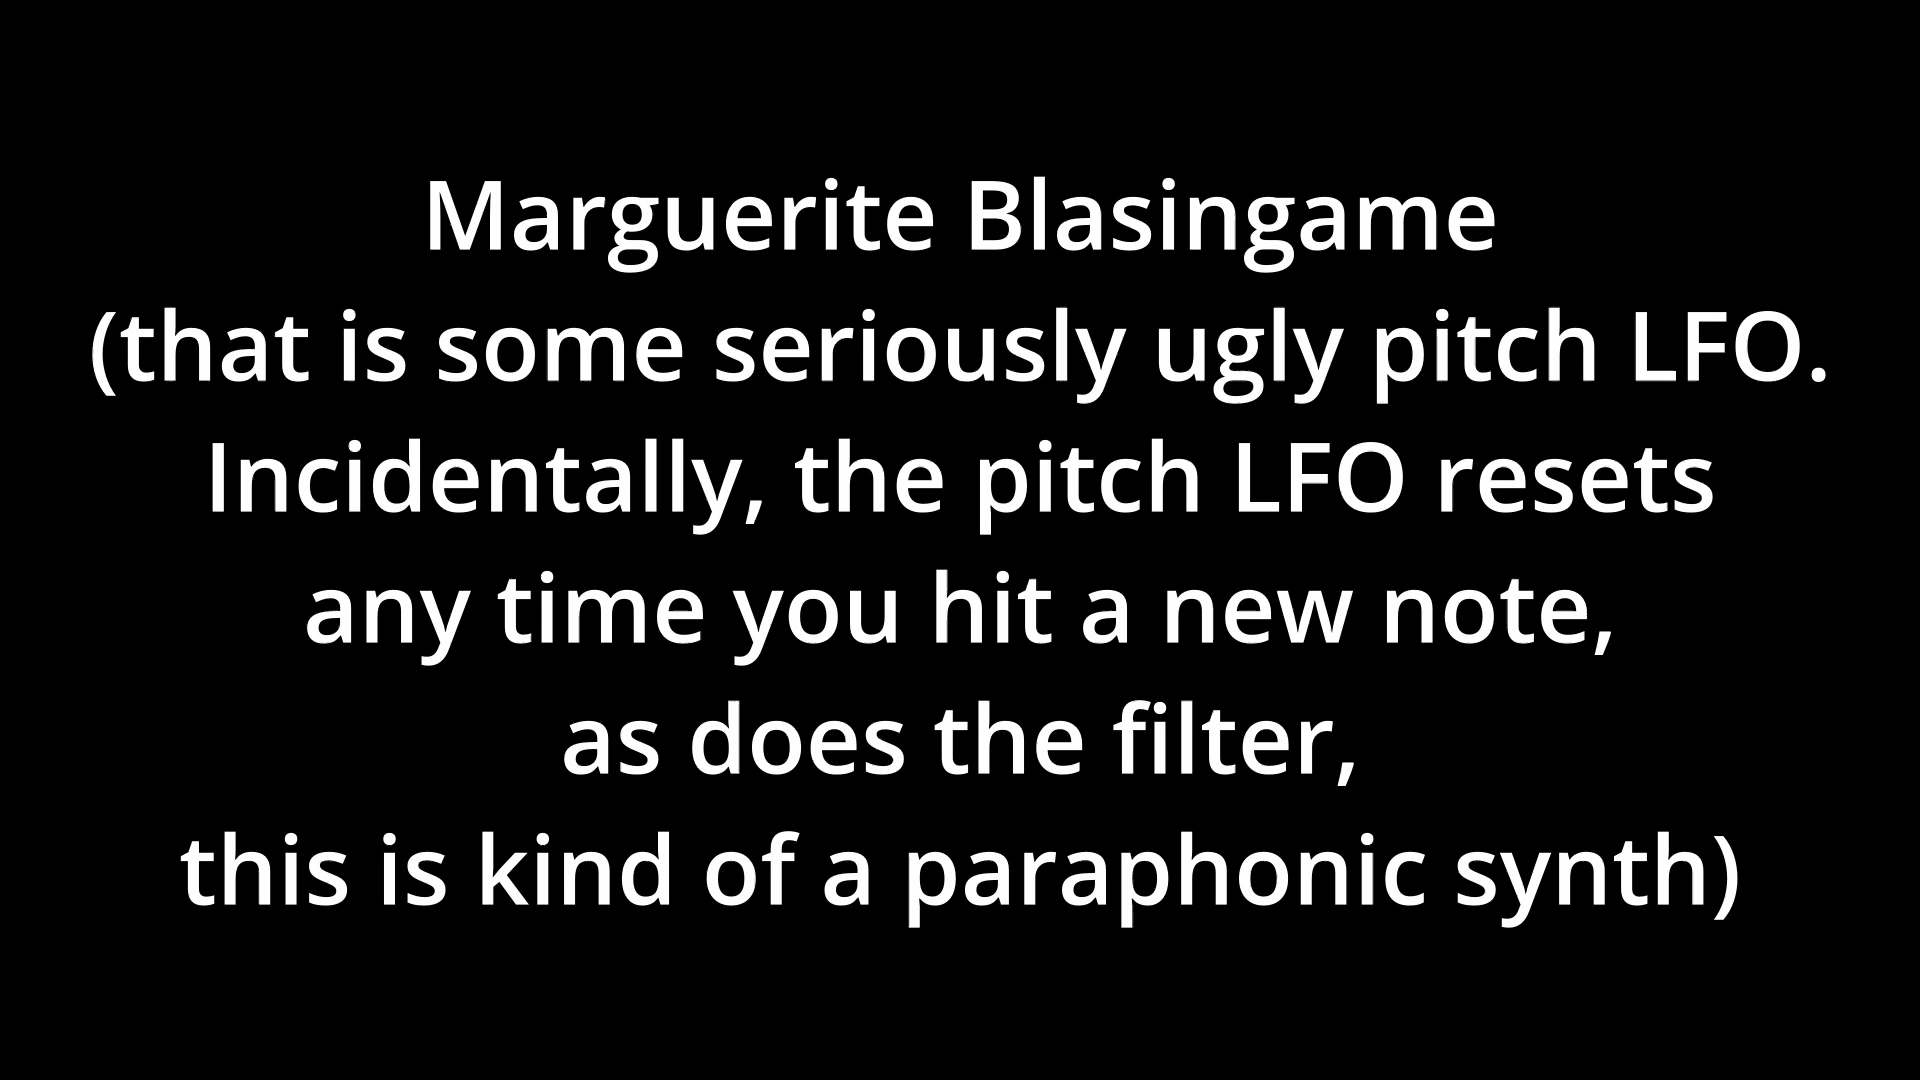 Marguerite Blasingame
(that is some seriously ugly pitch LFO.
Incidentally, the pitch LFO resets
any time you hit a new note,
as does the filter,
this is kind of a paraphonic synth)